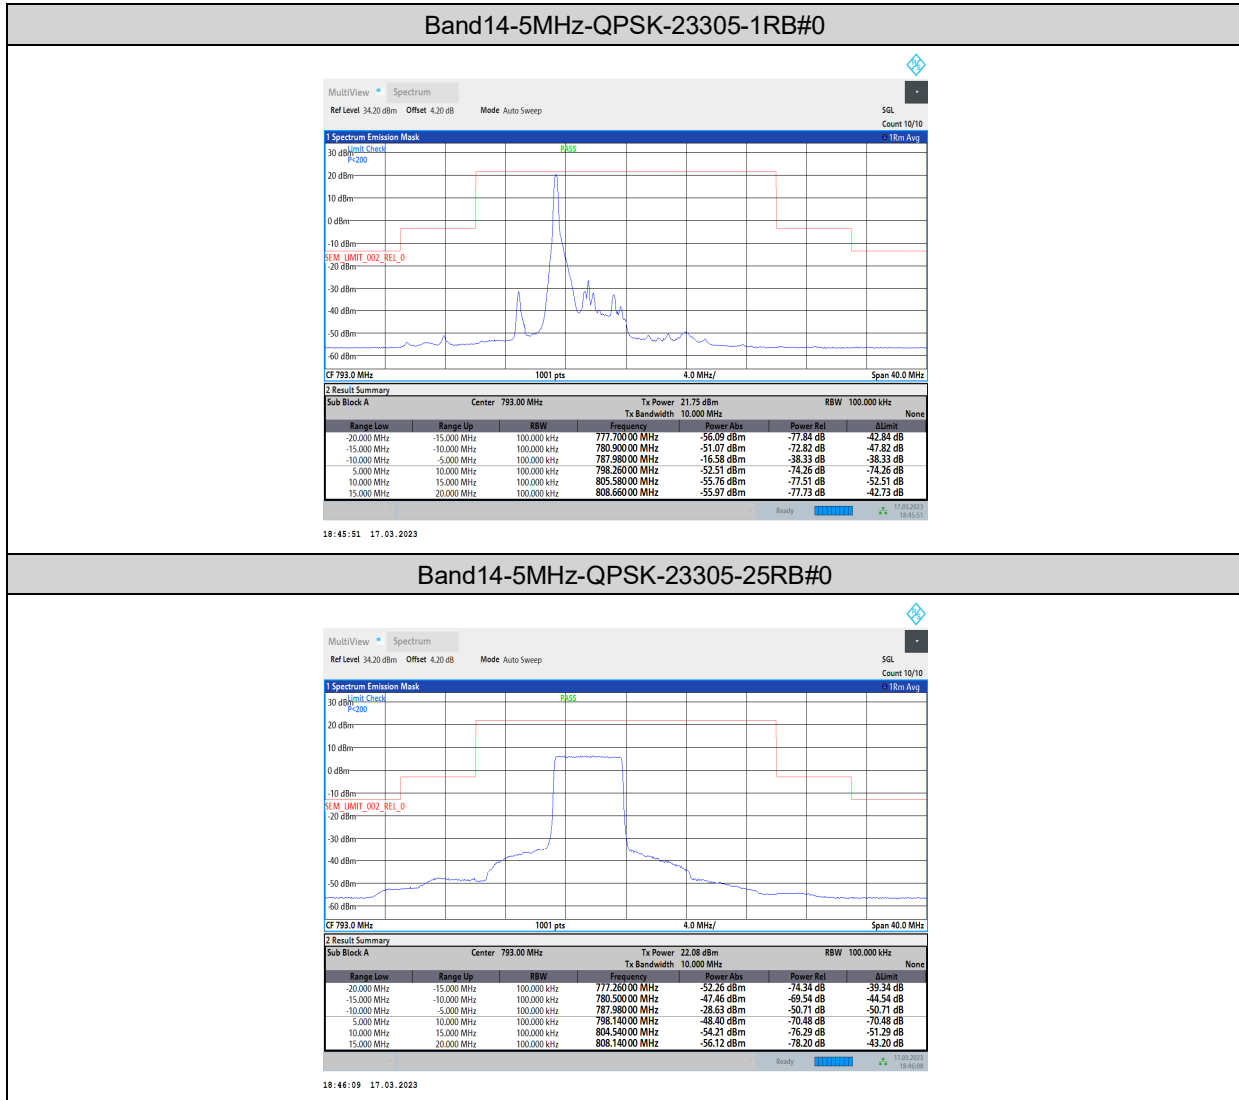 Band14-5MHz-QPSK-23305-1RB#0
MultiView Spectrum
Ref Level 34.20 dBm Offset 4.20 dB Mode Auto Sweep SGL
Count 10/10
1 Spectrum Emission Mask 1Rm Avg
30 dBm Limit Check PASS
P<200
20 dBm
10 dBm
0 dBm
-10 dBm
SEM_LIMIT_002_REL_0
-20 dBm
-30 dBm
-40 dBm
-50 dBm
-60 dBm
CF 793.0 MHz 1001 pts 4.0 MHz/ Span 40.0 MHz
2 Result Summary
Sub Block A Center 793.00 MHz Tx Power 21.75 dBm RBW 100.000 kHz
Tx Bandwidth 10.000 MHz None
Range Low Range Up RBW Frequency Power Abs Power Rel ΔLimit
-20.000 MHz -15.000 MHz 100.000 kHz 777.70000 MHz -56.09 dBm -77.84 dB -42.84 dB
-15.000 MHz -10.000 MHz 100.000 kHz 780.90000 MHz -51.07 dBm -72.82 dB -47.82 dB
-10.000 MHz -5.000 MHz 100.000 kHz 787.98000 MHz -16.58 dBm -38.33 dB -38.33 dB
5.000 MHz 10.000 MHz 100.000 kHz 798.26000 MHz -52.51 dBm -74.26 dB -74.26 dB
10.000 MHz 15.000 MHz 100.000 kHz 805.58000 MHz -55.76 dBm -77.51 dB -52.51 dB
15.000 MHz 20.000 MHz 100.000 kHz 808.66000 MHz -55.97 dBm -77.73 dB -42.73 dB
Ready 17.03.2023
18:45:51
18:45:51 17.03.2023
Band14-5MHz-QPSK-23305-25RB#0
MultiView Spectrum
Ref Level 34.20 dBm Offset 4.20 dB Mode Auto Sweep SGL
Count 10/10
1 Spectrum Emission Mask 1Rm Avg
30 dBm Limit Check PASS
P<200
20 dBm
10 dBm
0 dBm
-10 dBm
SEM_LIMIT_002_REL_0
-20 dBm
-30 dBm
-40 dBm
-50 dBm
-60 dBm
CF 793.0 MHz 1001 pts 4.0 MHz/ Span 40.0 MHz
2 Result Summary
Sub Block A Center 793.00 MHz Tx Power 22.08 dBm RBW 100.000 kHz
Tx Bandwidth 10.000 MHz None
Range Low Range Up RBW Frequency Power Abs Power Rel ΔLimit
-20.000 MHz -15.000 MHz 100.000 kHz 777.26000 MHz -52.26 dBm -74.34 dB -39.34 dB
-15.000 MHz -10.000 MHz 100.000 kHz 780.50000 MHz -47.46 dBm -69.54 dB -44.54 dB
-10.000 MHz -5.000 MHz 100.000 kHz 787.98000 MHz -28.63 dBm -50.71 dB -50.71 dB
5.000 MHz 10.000 MHz 100.000 kHz 798.14000 MHz -48.40 dBm -70.48 dB -70.48 dB
10.000 MHz 15.000 MHz 100.000 kHz 804.54000 MHz -54.21 dBm -76.29 dB -51.29 dB
15.000 MHz 20.000 MHz 100.000 kHz 808.14000 MHz -56.12 dBm -78.20 dB -43.20 dB
Ready 17.03.2023
18:46:08
18:46:09 17.03.2023